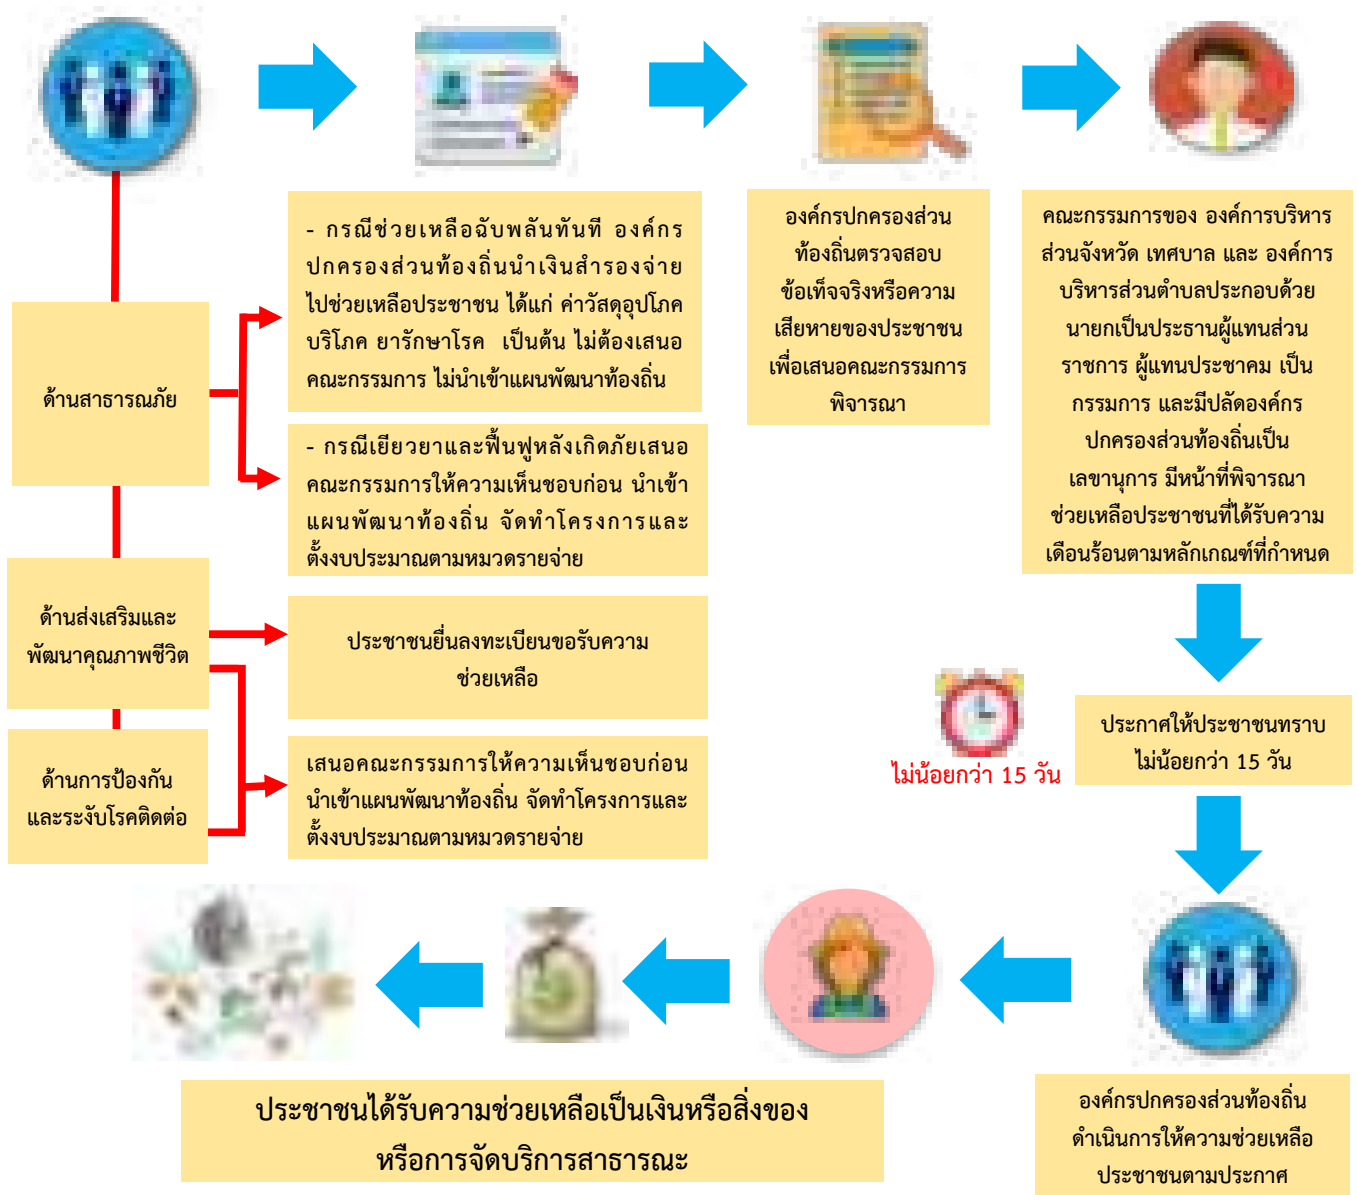 - กรณีช่วยเหลือฉับพลันทันที องค์กร
ปกครองส่วนท้องถิ่นนำเงินสำรองจ่าย
ไปช่วยเหลือประชาชน ได้แก่ ค่าวัสดุอุปโภค
บริโภค ยารักษาโรค เป็นต้น ไม่ต้องเสนอ
คณะกรรมการ ไม่นำเข้าแผนพัฒนาท้องถิ่น
องค์กรปกครองส่วน
ท้องถิ่นตรวจสอบ
ข้อเท็จจริงหรือความ
เสียหายของประชาชน
เพื่อเสนอคณะกรรมการ
พิจารณา
คณะกรรมการของ องค์การบริหาร
ส่วนจังหวัด เทศบาล และ องค์การ
บริหารส่วนตำบลประกอบด้วย
นายกเป็นประธานผู้แทนส่วน
ราชการ ผู้แทนประชาคม เป็น
กรรมการ และมีปลัดองค์กร
ปกครองส่วนท้องถิ่นเป็น
เลขานุการ มีหน้าที่พิจารณา
ช่วยเหลือประชาชนที่ได้รับความ
เดือนร้อนตามหลักเกณฑ์ที่กำหนด
ด้านสาธารณภัย
- กรณีเยียวยาและฟื้นฟูหลังเกิดภัยเสนอ
คณะกรรมการให้ความเห็นชอบก่อน นำเข้า
แผนพัฒนาท้องถิ่น จัดทำโครงการและ
ตั้งงบประมาณตามหมวดรายจ่าย
ด้านส่งเสริมและ
พัฒนาคุณภาพชีวิต
ประชาชนยื่นลงทะเบียนขอรับความ
ช่วยเหลือ
ด้านการป้องกัน
และระงับโรคติดต่อ
เสนอคณะกรรมการให้ความเห็นชอบก่อน
นำเข้าแผนพัฒนาท้องถิ่น จัดทำโครงการและ
ตั้งงบประมาณตามหมวดรายจ่าย
ไม่น้อยกว่า 15 วัน
ประกาศให้ประชาชนทราบ
ไม่น้อยกว่า 15 วัน
องค์กรปกครองส่วนท้องถิ่น
ดำเนินการให้ความช่วยเหลือ
ประชาชนตามประกาศ
ประชาชนได้รับความช่วยเหลือเป็นเงินหรือสิ่งของ
หรือการจัดบริการสาธารณะ